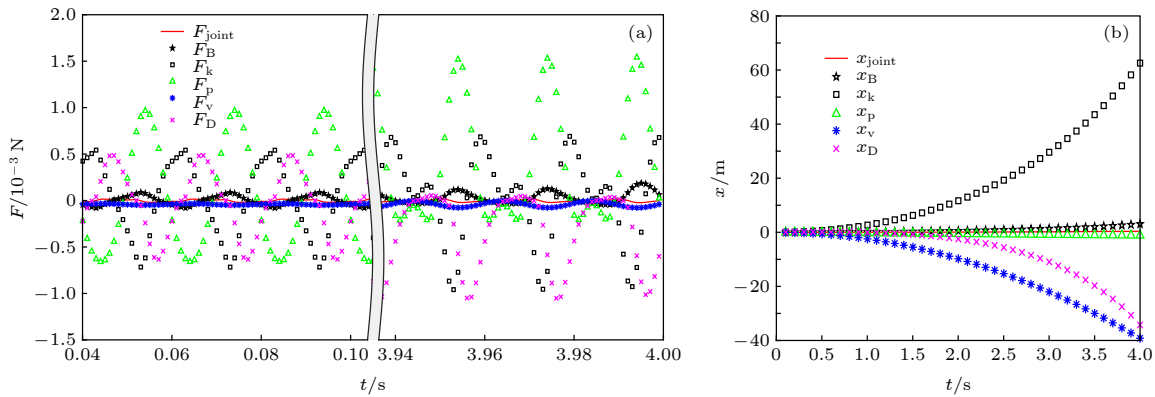 2.0
1.5
1.0
0.5
0
−0.5
−1.0
−1.5
F/10⁻³ N
(a)
F_joint
F_B
F_k
F_p
F_v
F_D
0.04 0.06 0.08 0.10 3.94 3.96 3.98 4.00
t/s
80
60
40
20
0
−20
−40
x/m
(b)
x_joint
x_B
x_k
x_p
x_v
x_D
0 0.5 1.0 1.5 2.0 2.5 3.0 3.5 4.0
t/s